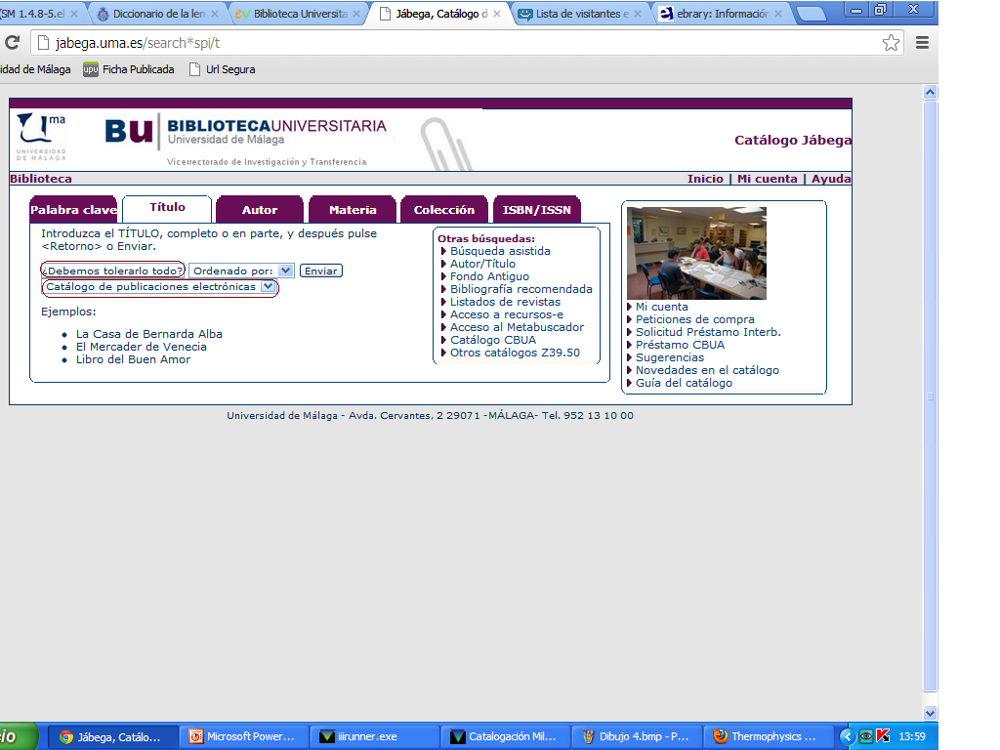 (SM 1.4.8-5.el
Diccionario de la len
Biblioteca Universita
Jábega, Catálogo d
Lista de visitantes e
ebrary: Información
jabega.uma.es/search*spi/t
idad de Málaga
upu Ficha Publicada
Url Segura
uma
UNIVERSIDAD
DE MÁLAGA
Bu BIBLIOTECAUNIVERSITARIA
Universidad de Málaga
Vicerrectorado de Investigación y Transferencia
Catálogo Jábega
Biblioteca
Inicio | Mi cuenta | Ayuda
Palabra clave
Título
Autor
Materia
Colección
ISBN/ISSN
Introduzca el TÍTULO, completo o en parte, y después pulse
<Retorno> o Enviar.
¿Debemos tolerarlo todo? Ordenado por: Enviar
Catálogo de publicaciones electrónicas
Ejemplos:
La Casa de Bernarda Alba
El Mercader de Venecia
Libro del Buen Amor
Otras búsquedas:
Búsqueda asistida
Autor/Título
Fondo Antiguo
Bibliografía recomendada
Listados de revistas
Acceso a recursos-e
Acceso al Metabuscador
Catálogo CBUA
Otros catálogos Z39.50
Mi cuenta
Peticiones de compra
Solicitud Préstamo Interb.
Préstamo CBUA
Sugerencias
Novedades en el catálogo
Guía del catálogo
Universidad de Málaga - Avda. Cervantes, 2 29071 -MÁLAGA- Tel. 952 13 10 00
cio
Jábega, Catálo...
Microsoft Power...
iiirunner.exe
Catalogación Mil...
Dibujo 4.bmp - P...
Thermophysics ...
13:59